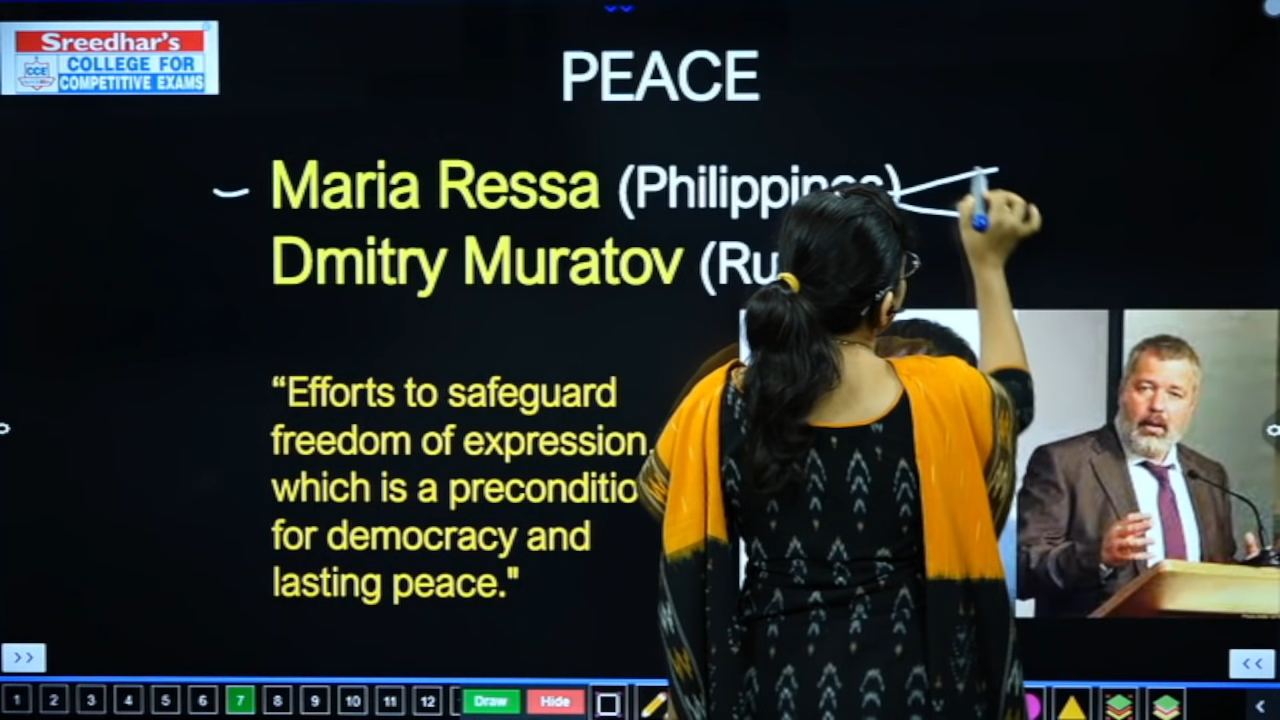 Sreedhar's
CCE
COLLEGE FOR
COMPETITIVE EXAMS
PEACE
Maria Ressa (Philippines)
Dmitry Muratov (Ru
“Efforts to safeguard
freedom of expression,
which is a preconditio
for democracy and
lasting peace."
>> <<
1 2 3 4 5 6 7 8 9 10 11 12 Draw Hide <